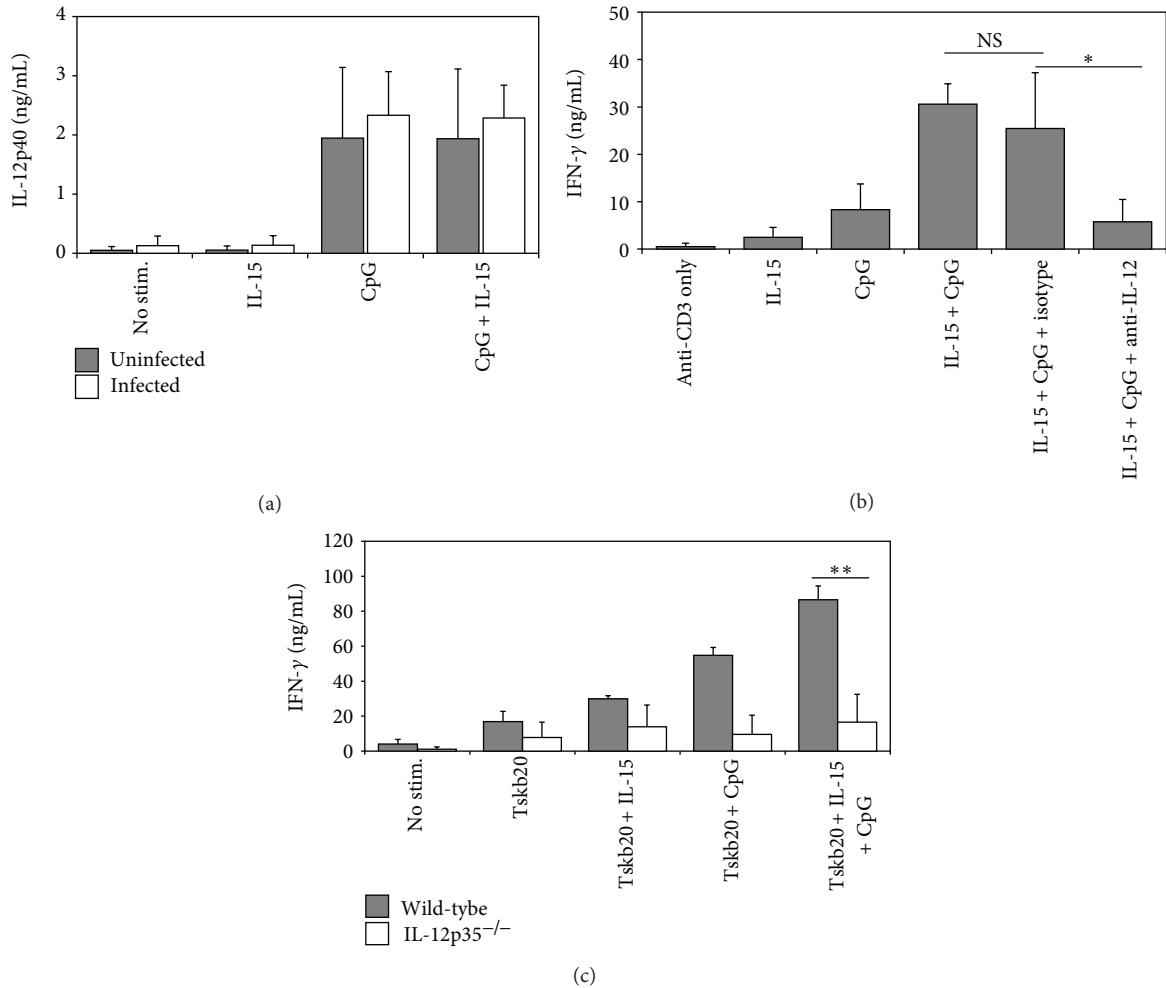 4
3
2
1
0
IL-12p40 (ng/mL)
No stim.
IL-15
CpG
CpG + IL-15
Uninfected
Infected
(a)
50
40
30
20
10
0
IFN-γ (ng/mL)
NS
*
Anti-CD3 only
IL-15
CpG
IL-15 + CpG
IL-15 + CpG + isotype
IL-15 + CpG + anti-IL-12
(b)
120
100
80
60
40
20
0
IFN-γ (ng/mL)
**
No stim.
Tskb20
Tskb20 + IL-15
Tskb20 + CpG
Tskb20 + IL-15
+ CpG
Wild-tybe
IL-12p35−/−
(c)